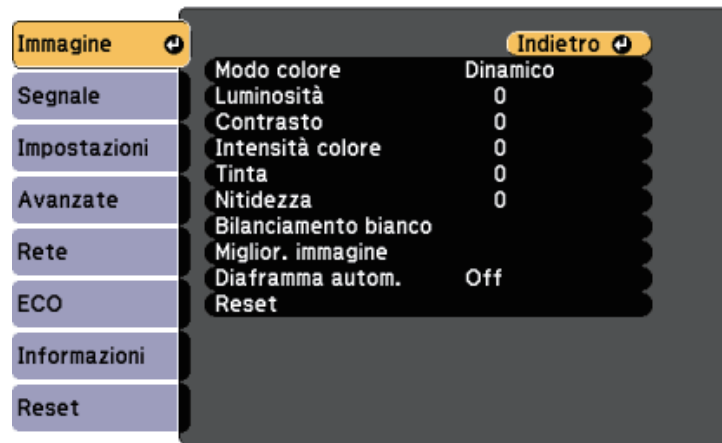 Immagine
Segnale
Impostazioni
Avanzate
Rete
ECO
Informazioni
Reset
Indietro
Modo colore Dinamico
Luminosità 0
Contrasto 0
Intensità colore 0
Tinta 0
Nitidezza 0
Bilanciamento bianco
Miglior. immagine
Diaframma autom. Off
Reset